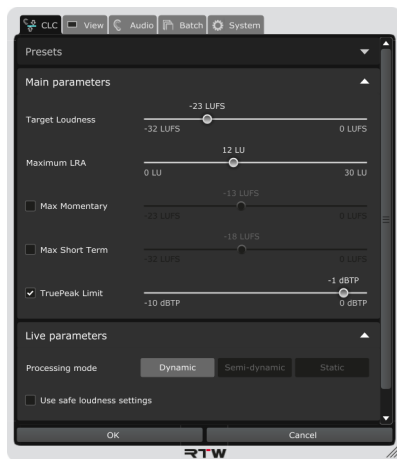 CLC View Audio Batch System
Presets
Main parameters
-23 LUFS
Target Loudness
-32 LUFS 0 LUFS
12 LU
Maximum LRA
0 LU 30 LU
-13 LUFS
Max Momentary
-23 LUFS 0 LUFS
-18 LUFS
Max Short Term
-32 LUFS 0 LUFS
-1 dBTP
TruePeak Limit
-10 dBTP 0 dBTP
Live parameters
Processing mode Dynamic Semi-dynamic Static
Use safe loudness settings
OK Cancel
RTW